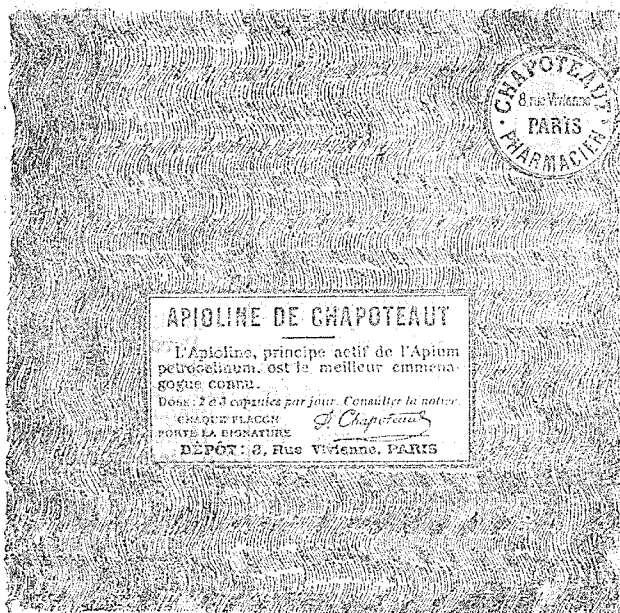 CHAPOTEAUT
8 rue Vivienne
PARIS
PHARMACIEN
APIOLINE DE CHAPOTEAUT
L'Apioline, principe actif de l'Apium
petroselinum, est le meilleur emmena-
gogue connu.
Dose: 2 à 3 capsules par jour. Consulter la notice.
CHAQUE FLACON
PORTE LA SIGNATURE
Chapoteaut
DÉPÔT: 8, Rue Vivienne, PARIS